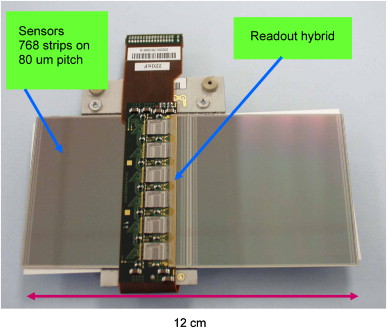 Sensors
768 strips on
80 um pitch
Readout hybrid
12 cm